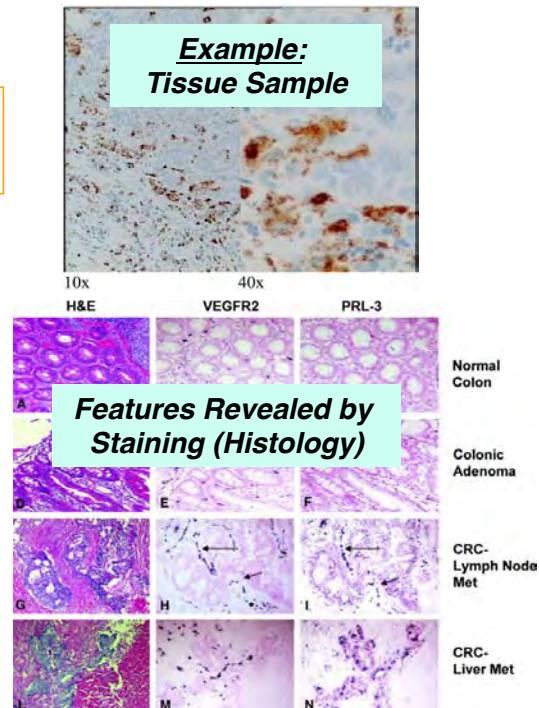 Example:
Tissue Sample
10x 40x
H&E VEGFR2 PRL-3
A
Normal
Colon
Features Revealed by
Staining (Histology)
D E F
Colonic
Adenoma
G H I
CRC-
Lymph Node
Met
M N
CRC-
Liver Met